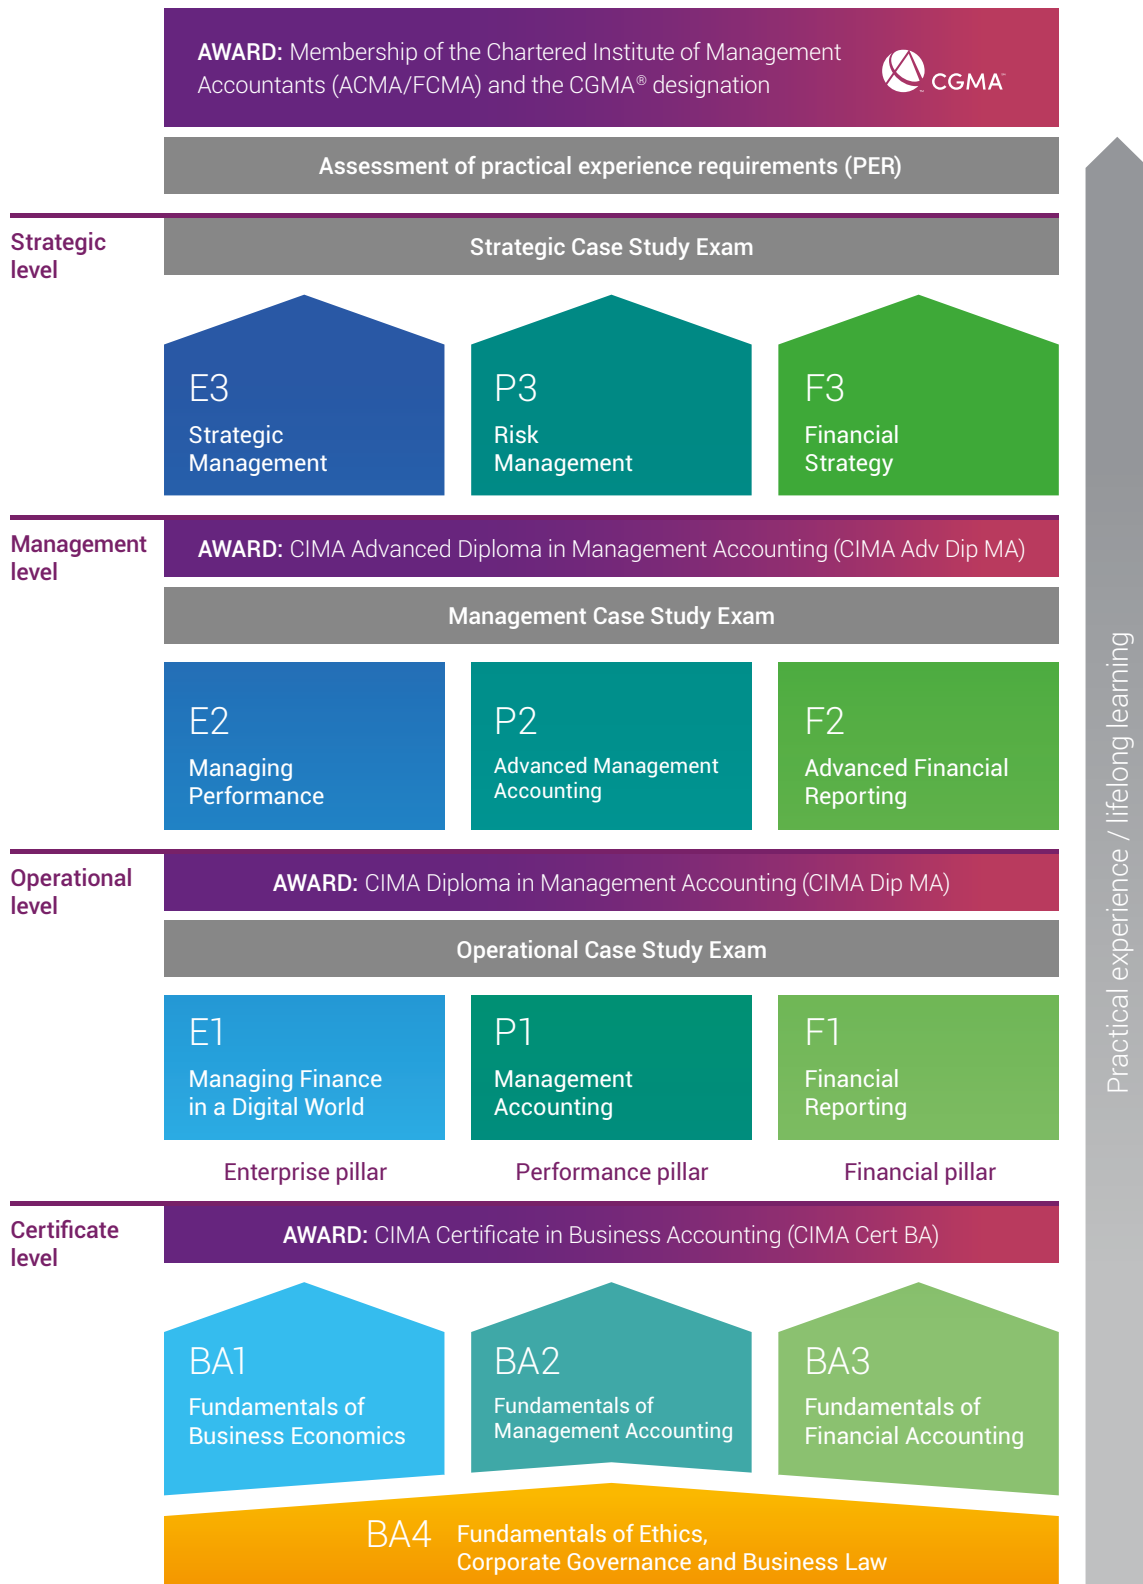 AWARD: Membership of the Chartered Institute of Management
Accountants (ACMA/FCMA) and the CGMA® designation
CGMA
Assessment of practical experience requirements (PER)
Strategic
level
Strategic Case Study Exam
E3
Strategic
Management
P3
Risk
Management
F3
Financial
Strategy
Management
level
AWARD: CIMA Advanced Diploma in Management Accounting (CIMA Adv Dip MA)
Management Case Study Exam
E2
Managing
Performance
P2
Advanced Management
Accounting
F2
Advanced Financial
Reporting
Operational
level
AWARD: CIMA Diploma in Management Accounting (CIMA Dip MA)
Operational Case Study Exam
E1
Managing Finance
in a Digital World
P1
Management
Accounting
F1
Financial
Reporting
Enterprise pillar
Performance pillar
Financial pillar
Certificate
level
AWARD: CIMA Certificate in Business Accounting (CIMA Cert BA)
BA1
Fundamentals of
Business Economics
BA2
Fundamentals of
Management Accounting
BA3
Fundamentals of
Financial Accounting
BA4
Fundamentals of Ethics,
Corporate Governance and Business Law
Practical experience / lifelong learning